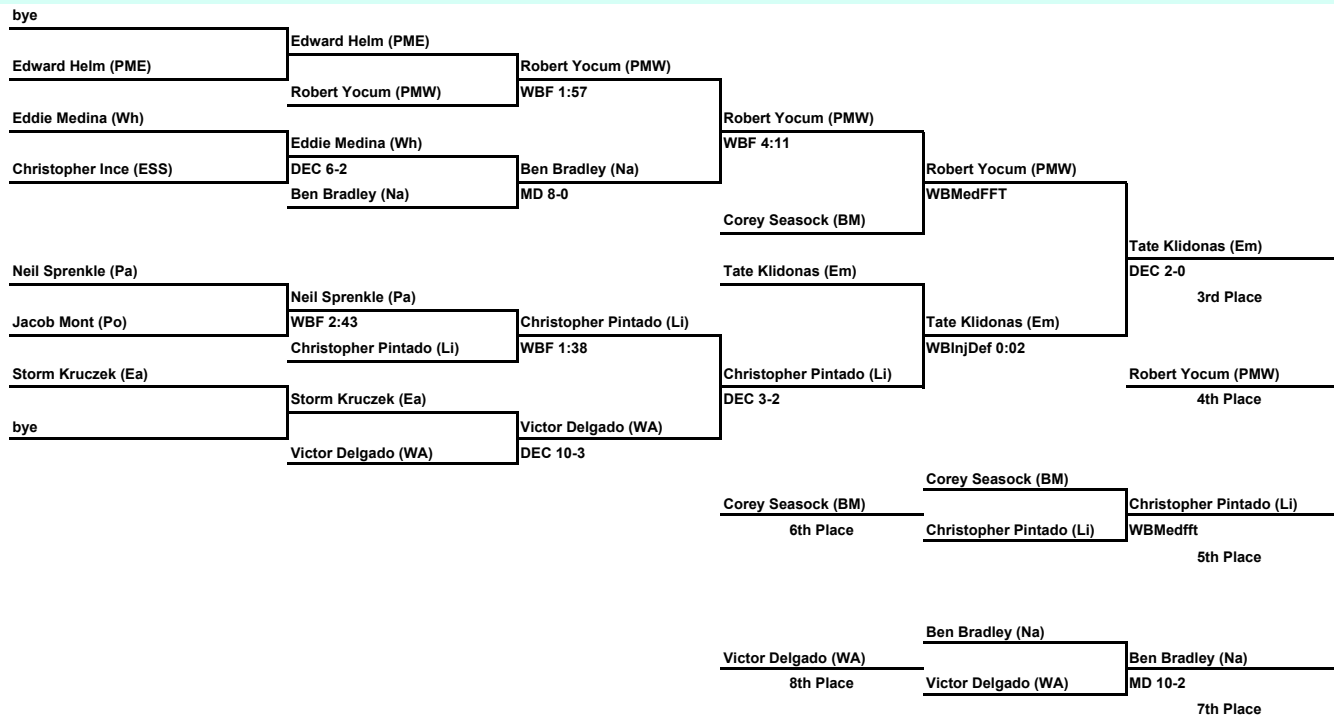 bye
Edward Helm (PME)
Edward Helm (PME)
Robert Yocum (PMW)
Robert Yocum (PMW)
WBF 1:57
Eddie Medina (Wh)
Robert Yocum (PMW)
Eddie Medina (Wh)
WBF 4:11
Christopher Ince (ESS)
DEC 6-2
Ben Bradley (Na)
Robert Yocum (PMW)
Ben Bradley (Na)
MD 8-0
WBMedFFT
Corey Seasock (BM)
Tate Klidonas (Em)
Neil Sprenkle (Pa)
Tate Klidonas (Em)
DEC 2-0
Neil Sprenkle (Pa)
3rd Place
Jacob Mont (Po)
WBF 2:43
Christopher Pintado (Li)
Tate Klidonas (Em)
Christopher Pintado (Li)
WBF 1:38
WBInjDef 0:02
Storm Kruczek (Ea)
Christopher Pintado (Li)
Robert Yocum (PMW)
Storm Kruczek (Ea)
DEC 3-2
4th Place
bye
Victor Delgado (WA)
Victor Delgado (WA)
DEC 10-3
Corey Seasock (BM)
Corey Seasock (BM)
Christopher Pintado (Li)
6th Place
Christopher Pintado (Li)
WBMedfft
5th Place
Ben Bradley (Na)
Victor Delgado (WA)
Ben Bradley (Na)
8th Place
Victor Delgado (WA)
MD 10-2
7th Place